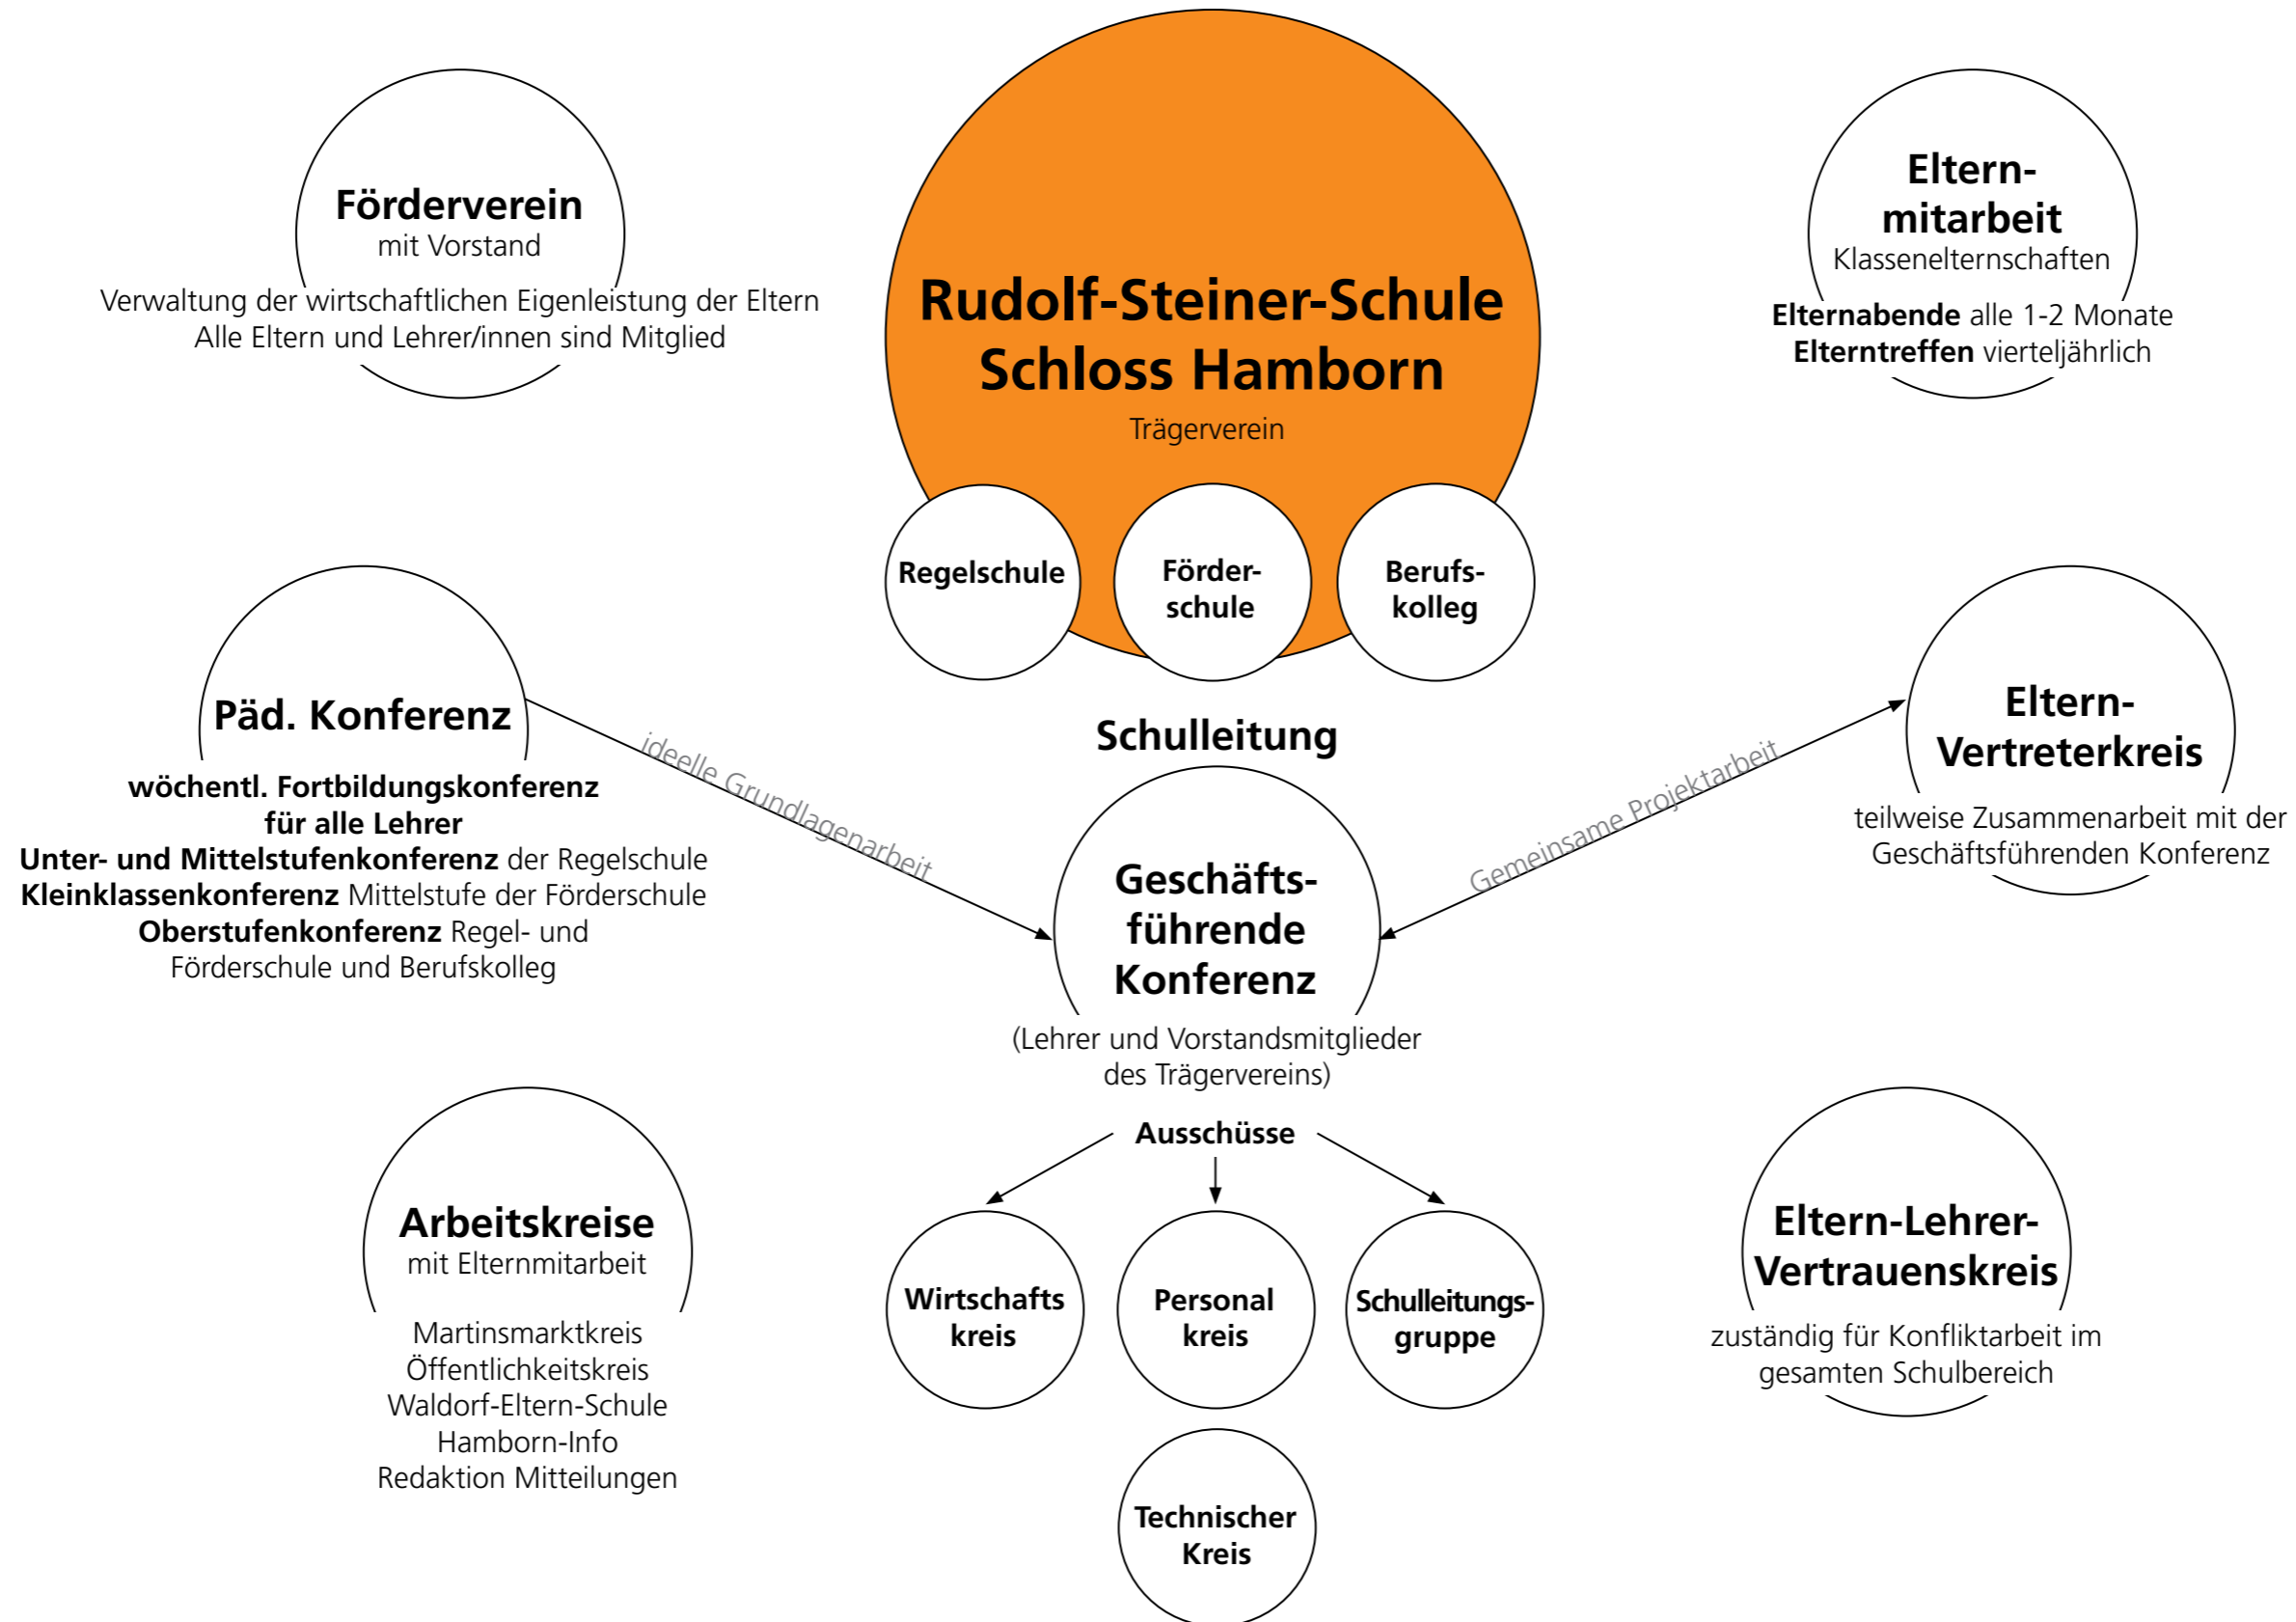 Förderverein
mit Vorstand
Verwaltung der wirtschaftlichen Eigenleistung der Eltern
Alle Eltern und Lehrer/innen sind Mitglied
Rudolf-Steiner-Schule
Schloss Hamborn
Trägerverein
Regelschule
Förder-
schule
Berufs-
kolleg
Eltern-
mitarbeit
Klassenelternschaften
Elternabende alle 1-2 Monate
Elterntreffen vierteljährlich
Päd. Konferenz
wöchentl. Fortbildungskonferenz
für alle Lehrer
Unter- und Mittelstufenkonferenz der Regelschule
Kleinklassenkonferenz Mittelstufe der Förderschule
Oberstufenkonferenz Regel- und
Förderschule und Berufskolleg
ideelle Grundlagenarbeit
Schulleitung
Geschäfts-
führende
Konferenz
(Lehrer und Vorstandsmitglieder
des Trägervereins)
Gemeinsame Projektarbeit
Eltern-
Vertreterkreis
teilweise Zusammenarbeit mit der
Geschäftsführenden Konferenz
Arbeitskreise
mit Elternmitarbeit
Martinsmarktkreis
Öffentlichkeitskreis
Waldorf-Eltern-Schule
Hamborn-Info
Redaktion Mitteilungen
Ausschüsse
Wirtschafts
kreis
Personal
kreis
Schulleitungs-
gruppe
Technischer
Kreis
Eltern-Lehrer-
Vertrauenskreis
zuständig für Konfliktarbeit im
gesamten Schulbereich